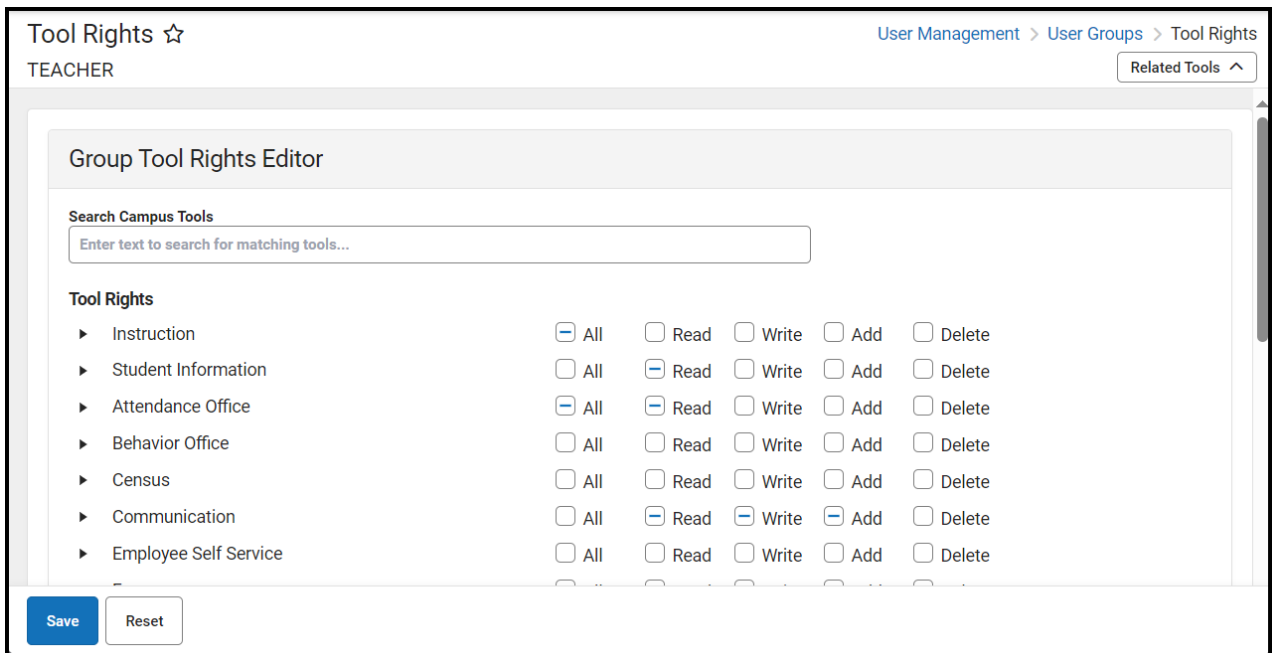 Tool Rights
User Management > User Groups > Tool Rights
TEACHER
Related Tools
Group Tool Rights Editor
Search Campus Tools
Enter text to search for matching tools...
Tool Rights
Instruction All Read Write Add Delete
Student Information All Read Write Add Delete
Attendance Office All Read Write Add Delete
Behavior Office All Read Write Add Delete
Census All Read Write Add Delete
Communication All Read Write Add Delete
Employee Self Service All Read Write Add Delete
Save Reset